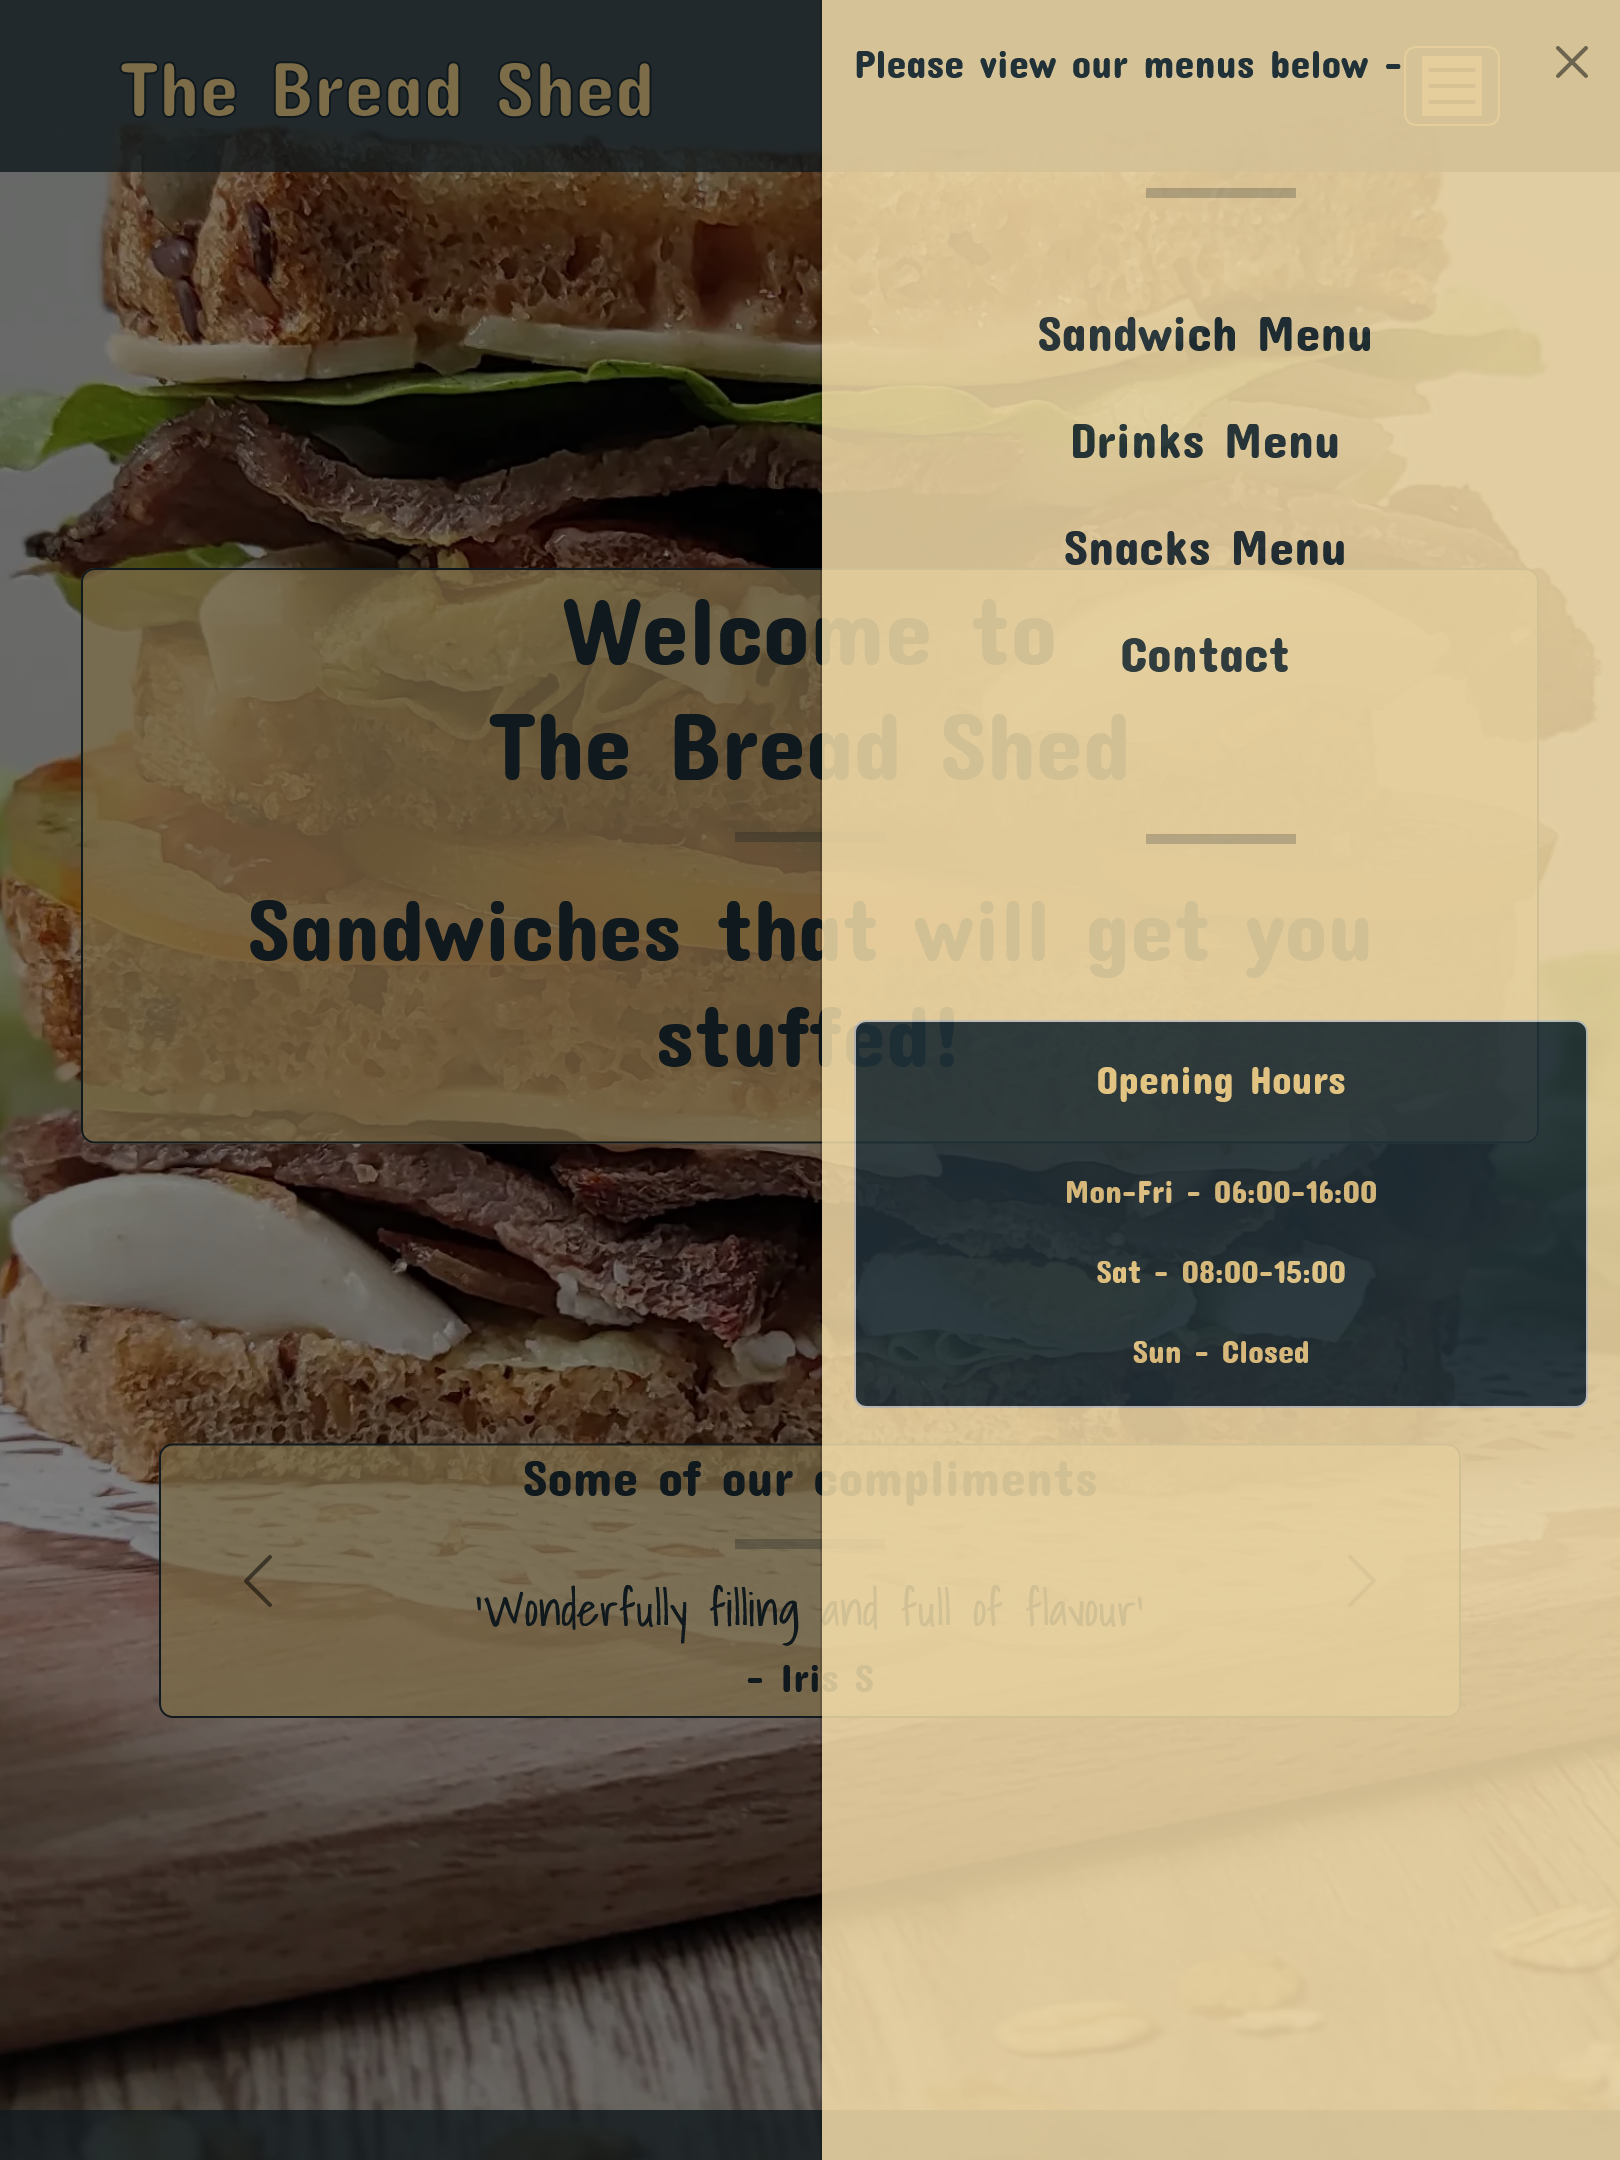 The Bread Shed
Please view our menus below -
Sandwich Menu
Drinks Menu
Snacks Menu
Contact
Welcome to
The Bread Shed
Sandwiches that will get you
stuffed!
Opening Hours
Mon-Fri - 06:00-16:00
Sat - 08:00-15:00
Sun - Closed
Some of our compliments
'Wonderfully filling and full of flavour'
- Iris S